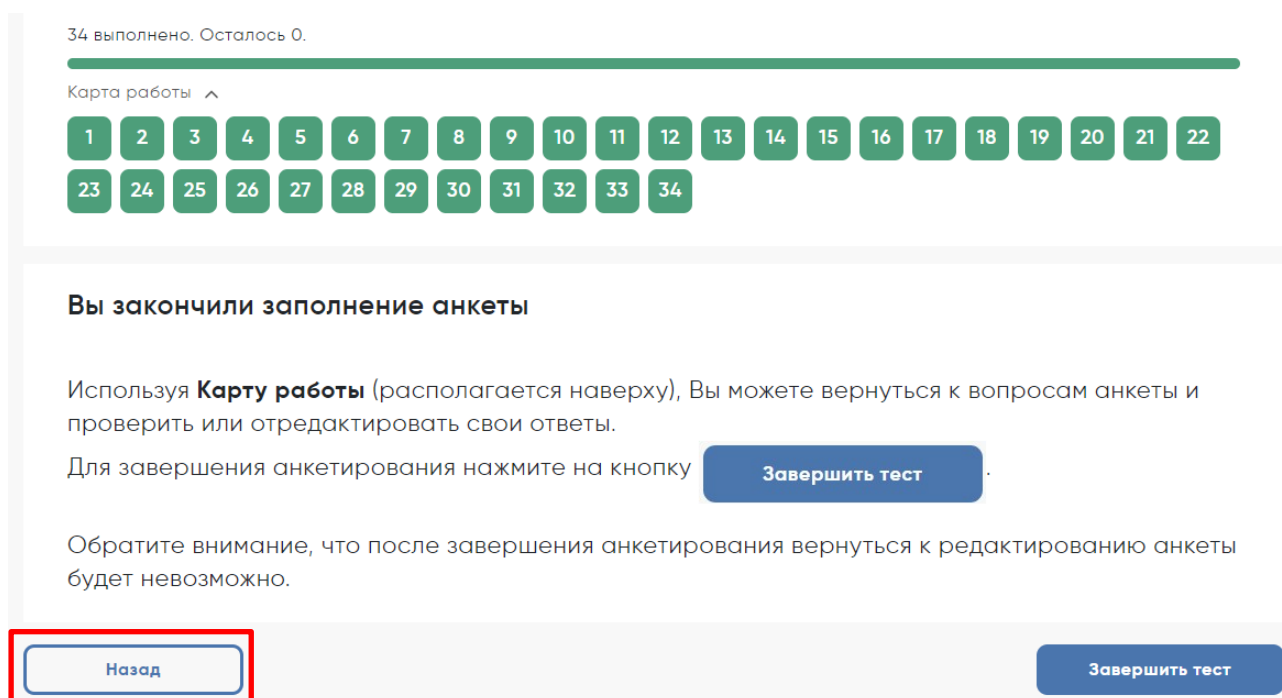 34 выполнено. Осталось 0.
Карта работы
1 2 3 4 5 6 7 8 9 10 11 12 13 14 15 16 17 18 19 20 21 22
23 24 25 26 27 28 29 30 31 32 33 34
Вы закончили заполнение анкеты
Используя Карту работы (располагается наверху), Вы можете вернуться к вопросам анкеты и
проверить или отредактировать свои ответы.
Для завершения анкетирования нажмите на кнопку Завершить тест .
Обратите внимание, что после завершения анкетирования вернуться к редактированию анкеты
будет невозможно.
Назад Завершить тест